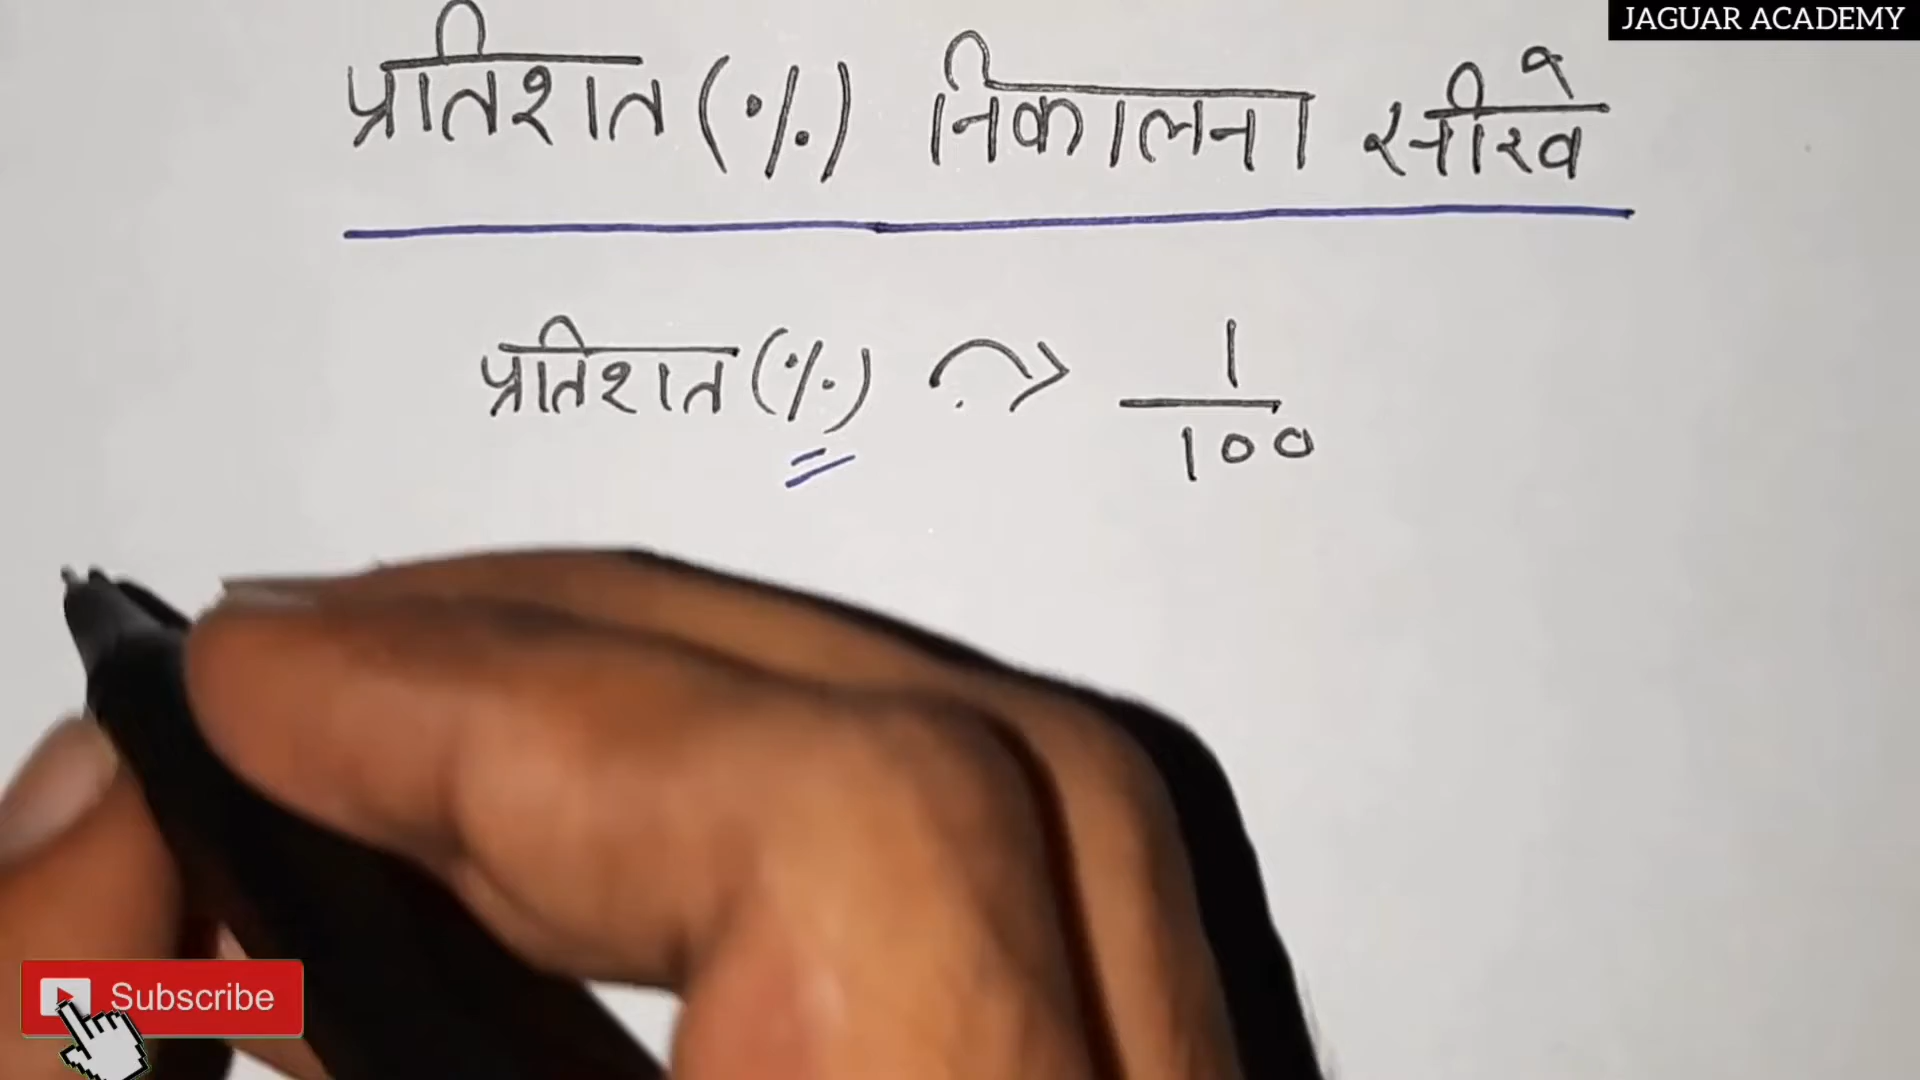 JAGUAR ACADEMY
प्रतिशत (%) निकालना सीखे
प्रतिशत (%) → 1/100
Subscribe